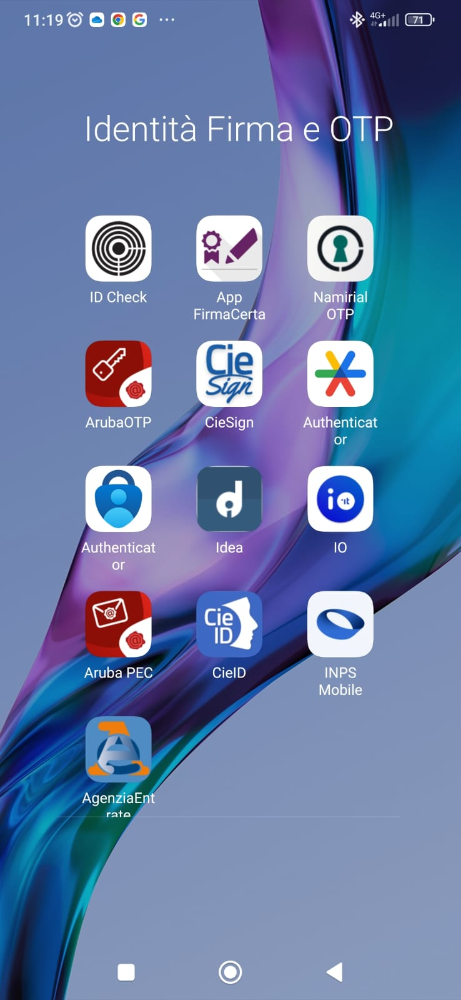 11:19 4G+ 71
Identità Firma e OTP
ID Check
App
FirmaCerta
Namirial
OTP
Cie
Sign
ArubaOTP
CieSign
Authenticat
or
io
it
Authenticat
or
Idea
IO
Cie
ID
Aruba PEC
CieID
INPS
Mobile
AgenziaEnt
rate